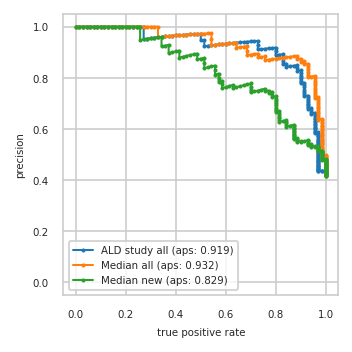 1.0
0.8
0.6
0.4
0.2
0.0
precision
ALD study all (aps: 0.919)
Median all (aps: 0.932)
Median new (aps: 0.829)
0.0 0.2 0.4 0.6 0.8 1.0
true positive rate